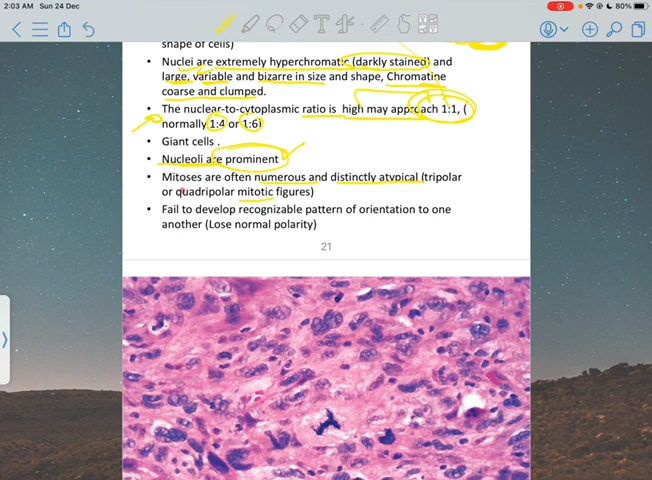 2:03 AM Sun 24 Dec
80%
shape of cells)
• Nuclei are extremely hyperchromatic (darkly stained) and
large, variable and bizarre in size and shape, Chromatine
coarse and clumped.
• The nuclear-to-cytoplasmic ratio is high may approach 1:1, (
normally 1:4 or 1:6)
• Giant cells .
• Nucleoli are prominent
• Mitoses are often numerous and distinctly atypical (tripolar
or quadripolar mitotic figures)
• Fail to develop recognizable pattern of orientation to one
another (Lose normal polarity)
21